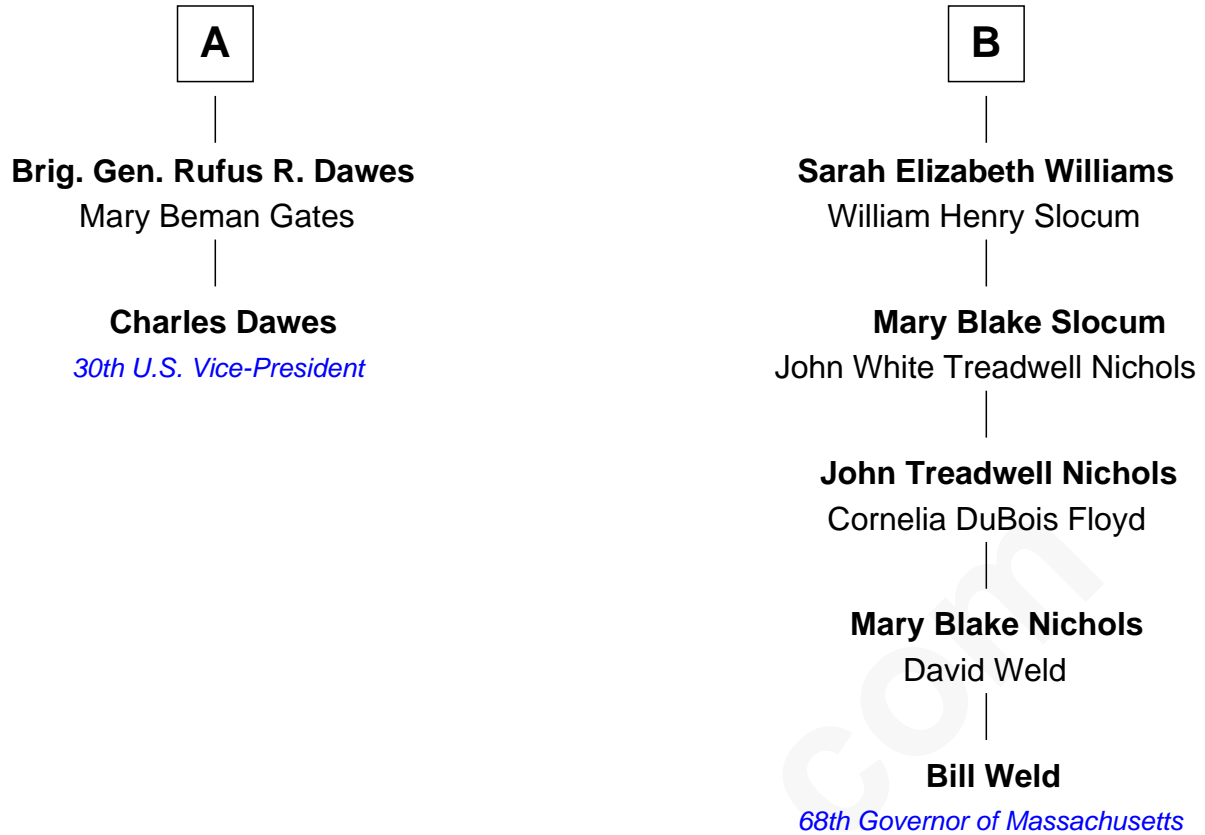 A
Brig. Gen. Rufus R. Dawes
Mary Beman Gates
Charles Dawes
30th U.S. Vice-President
B
Sarah Elizabeth Williams
William Henry Slocum
Mary Blake Slocum
John White Treadwell Nichols
John Treadwell Nichols
Cornelia DuBois Floyd
Mary Blake Nichols
David Weld
Bill Weld
68th Governor of Massachusetts
com